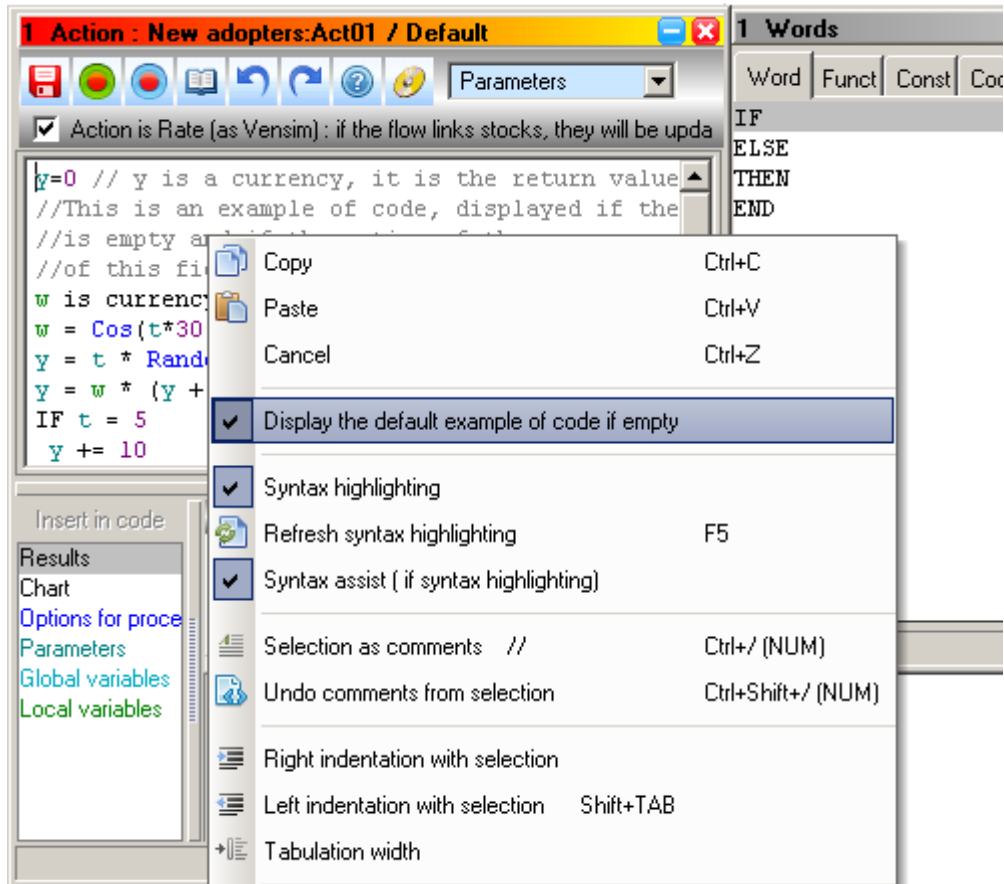 1 Action : New adopters:Act01 / Default
Parameters
Action is Rate (as Vensim) : if the flow links stocks, they will be upda
y=0 // y is a currency, it is the return value
//This is an example of code, displayed if the
//is empty
//of this
w is currency
w = Cos(t*30
y = t *
y = w * (y +
IF t = 5
y += 10
Insert in code
Results
Chart
Options for proce
Parameters
Global variables
Local variables
Copy Ctrl+C
Paste Ctrl+V
Cancel Ctrl+Z
Display the default example of code if empty
Syntax highlighting
Refresh syntax highlighting F5
Syntax assist ( if syntax highlighting)
Selection as comments // Ctrl+/ (NUM)
Undo comments from selection Ctrl+Shift+/ (NUM)
Right indentation with selection
Left indentation with selection Shift+TAB
Tabulation width
1 Words
Word Funct Const Coo
IF
ELSE
THEN
END